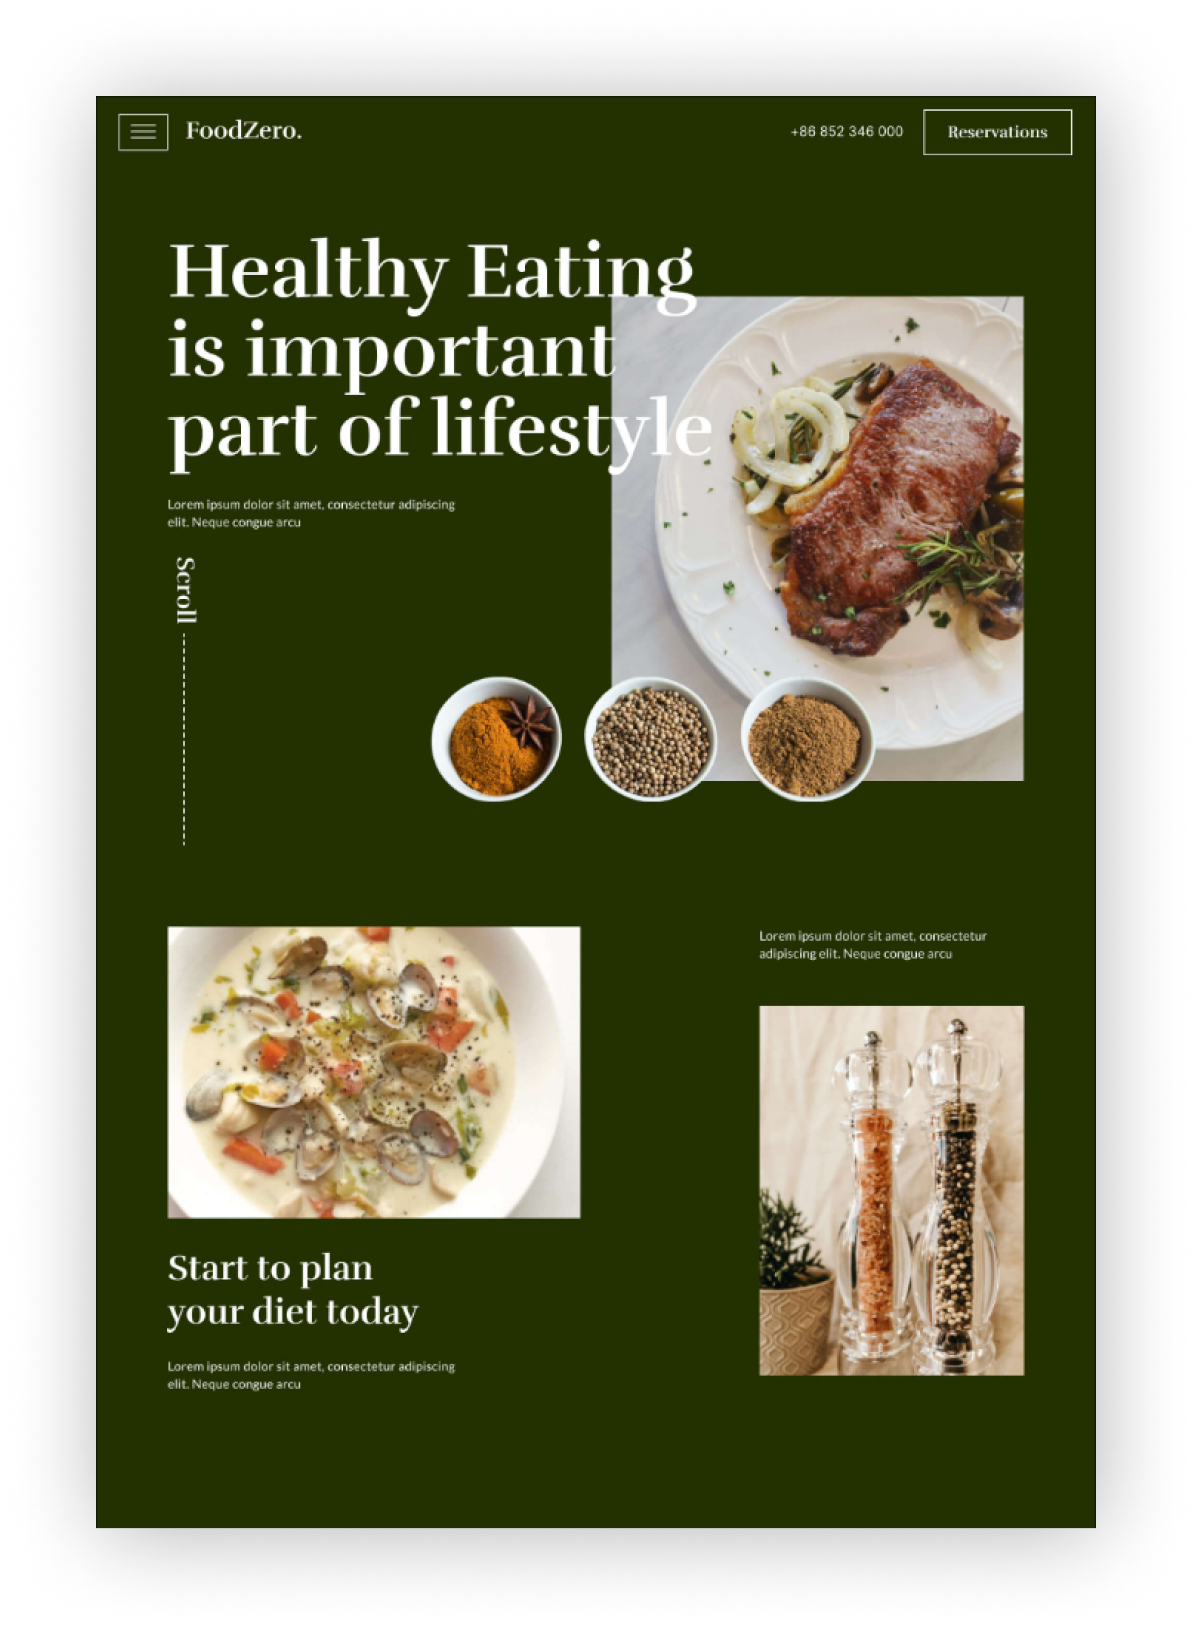 FoodZero.
+86 852 346 000
Reservations
Healthy Eating
is important
part of lifestyle
Lorem ipsum dolor sit amet, consectetur adipiscing
elit. Neque congue arcu
Scroll
Lorem ipsum dolor sit amet, consectetur
adipiscing elit. Neque congue arcu
Start to plan
your diet today
Lorem ipsum dolor sit amet, consectetur adipiscing
elit. Neque congue arcu